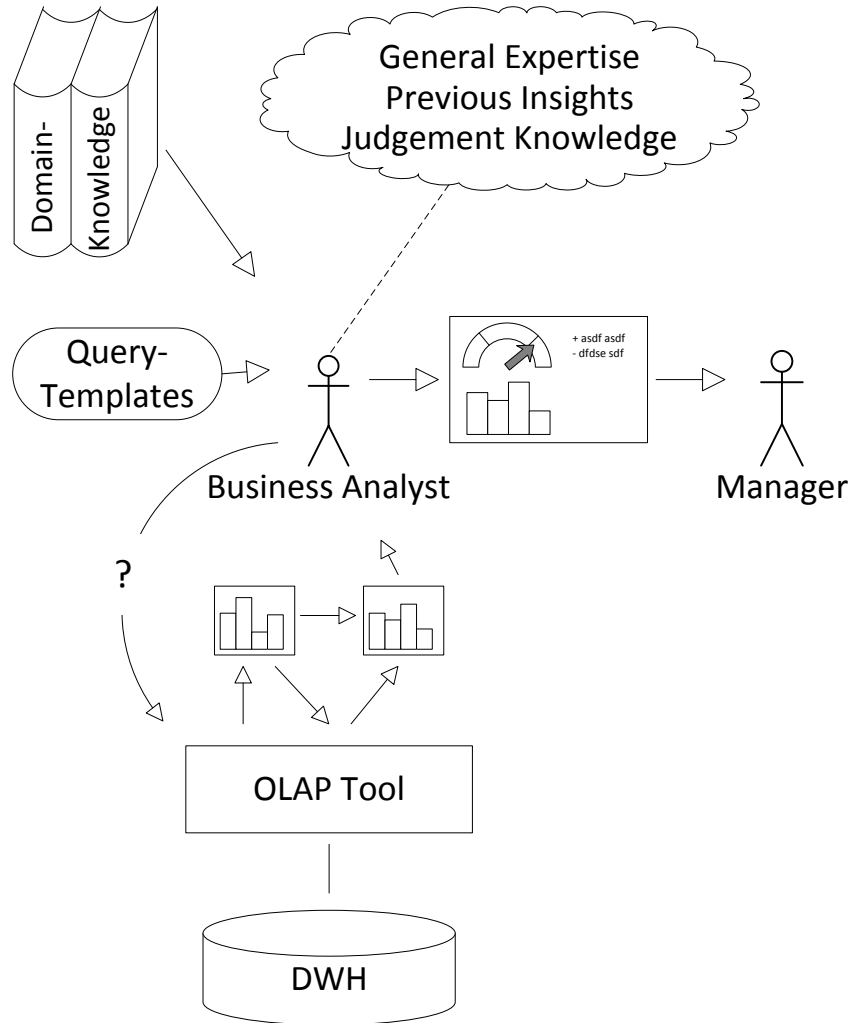 Domain-
Knowledge
General Expertise
Previous Insights
Judgement Knowledge
Query-
Templates
+ asdf asdf
- dfdse sdf
Business Analyst
Manager
?
OLAP Tool
DWH